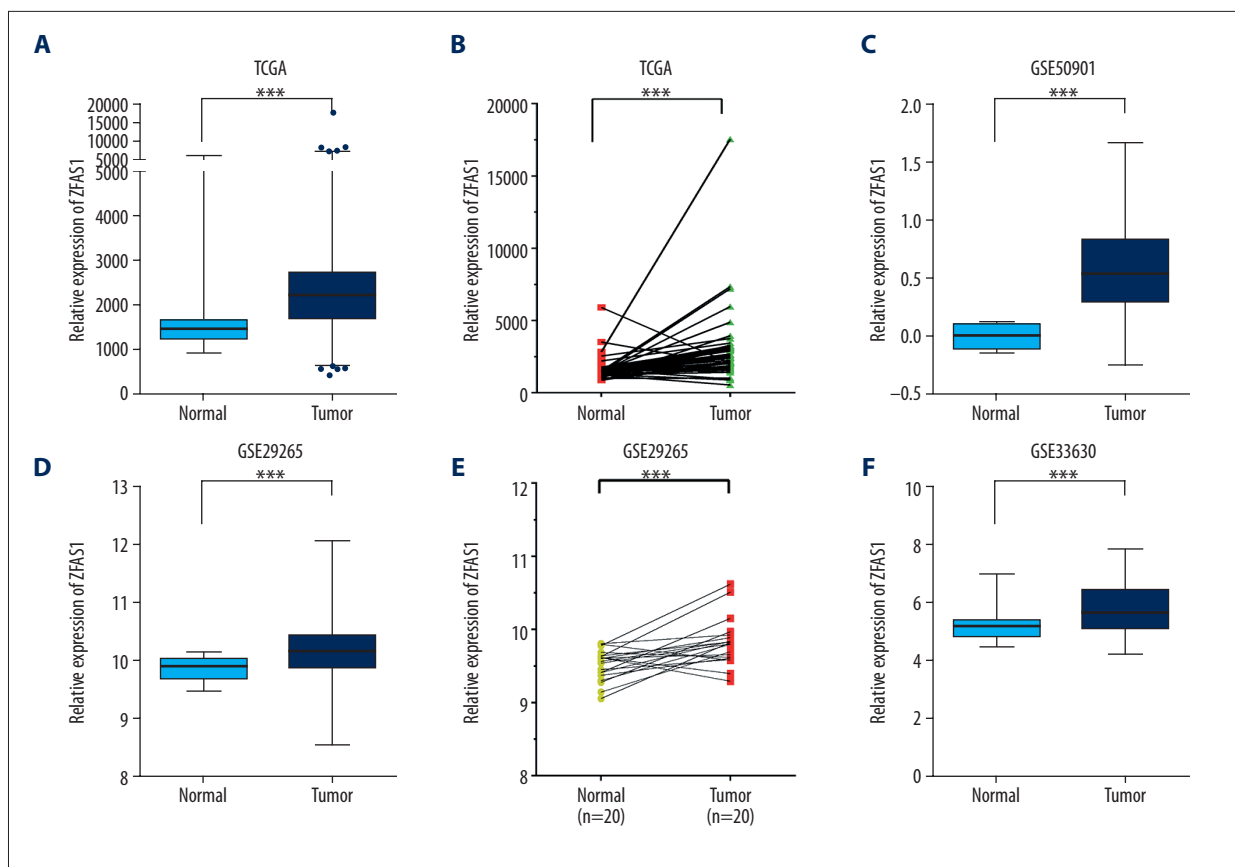 A
TCGA
***
Relative expression of ZFAS1
20000
15000
10000
5000
4000
3000
2000
1000
0
Normal Tumor
B
TCGA
***
Relative expression of ZFAS1
20000
15000
10000
5000
0
Normal Tumor
C
GSE50901
***
Relative expression of ZFAS1
2.0
1.5
1.0
0.5
0.0
−0.5
Normal Tumor
D
GSE29265
***
Relative expression of ZFAS1
13
12
11
10
9
8
Normal Tumor
E
GSE29265
***
Relative expression of ZFAS1
12
11
10
9
8
Normal Tumor
(n=20) (n=20)
F
GSE33630
***
Relative expression of ZFAS1
10
8
6
4
2
0
Normal Tumor